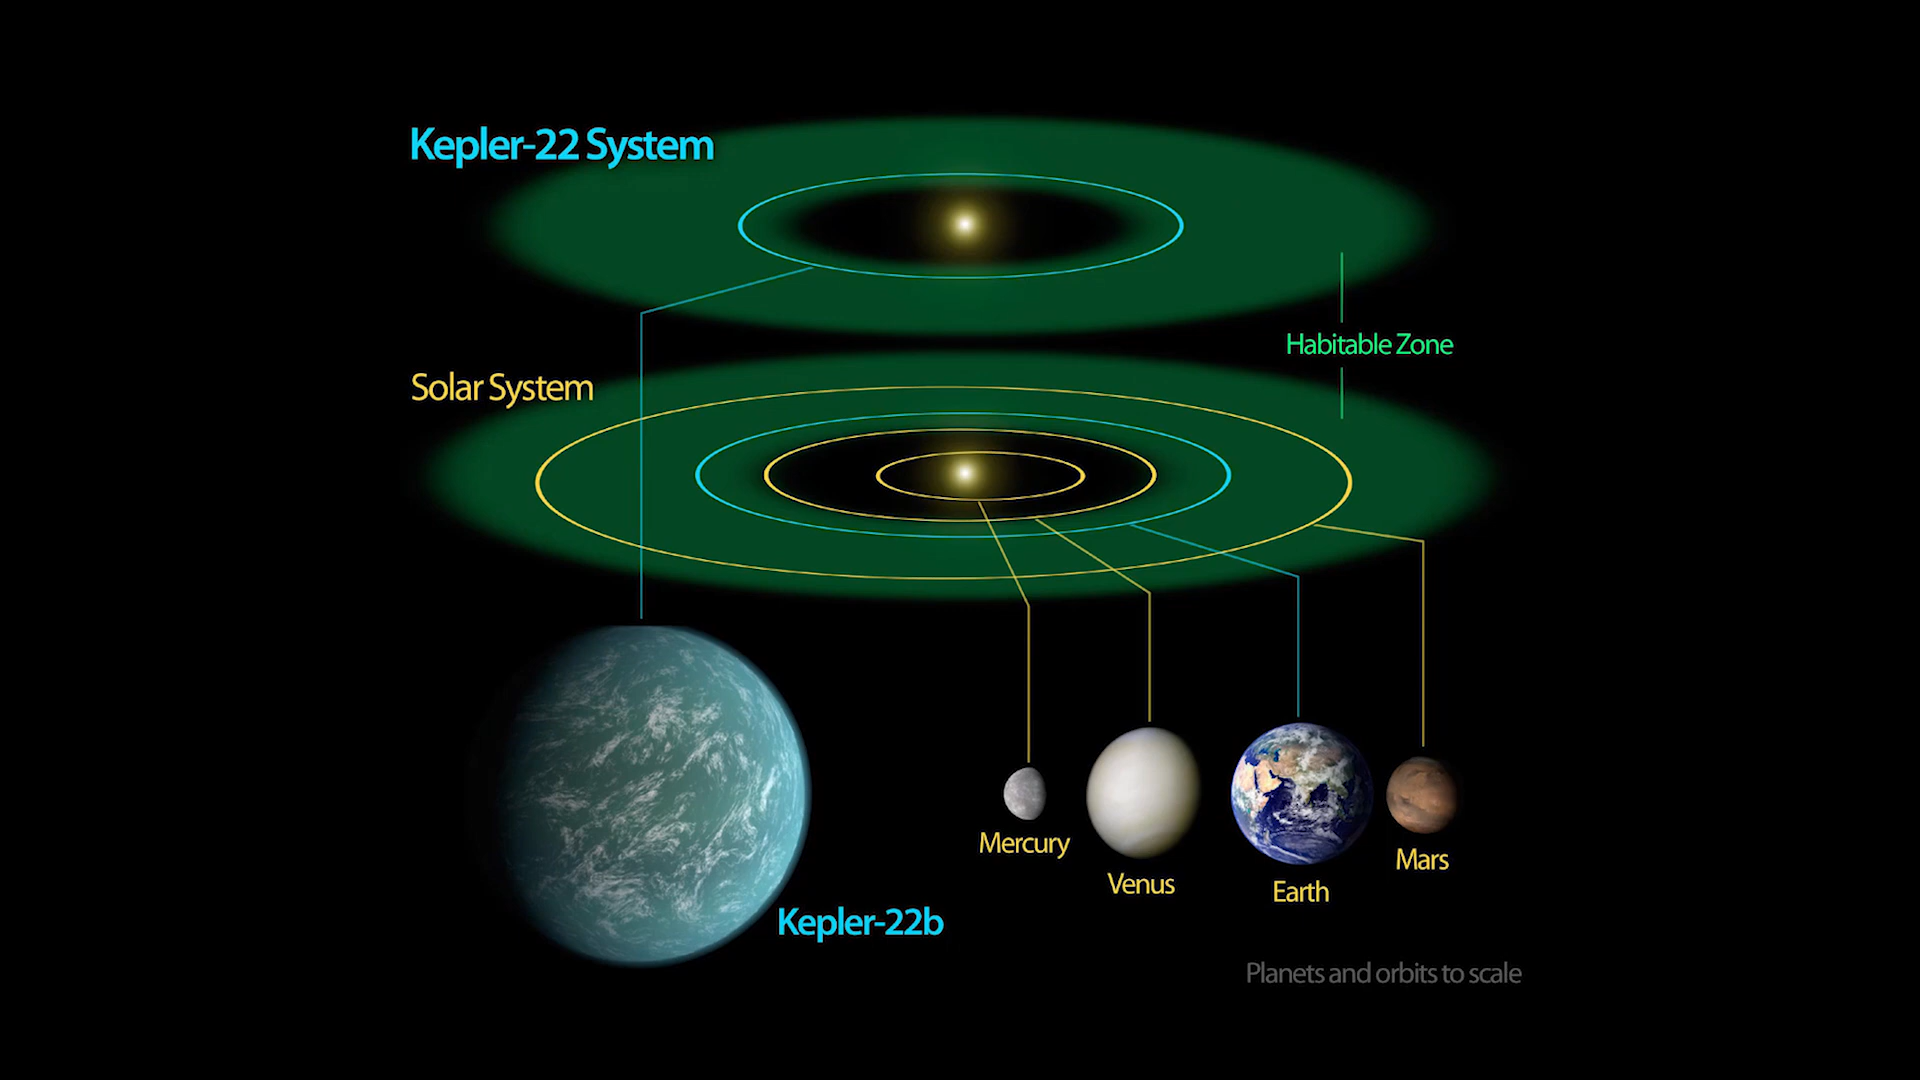 Kepler-22 System
Habitable Zone
Solar System
Kepler-22b
Mercury
Venus
Earth
Mars
Planets and orbits to scale